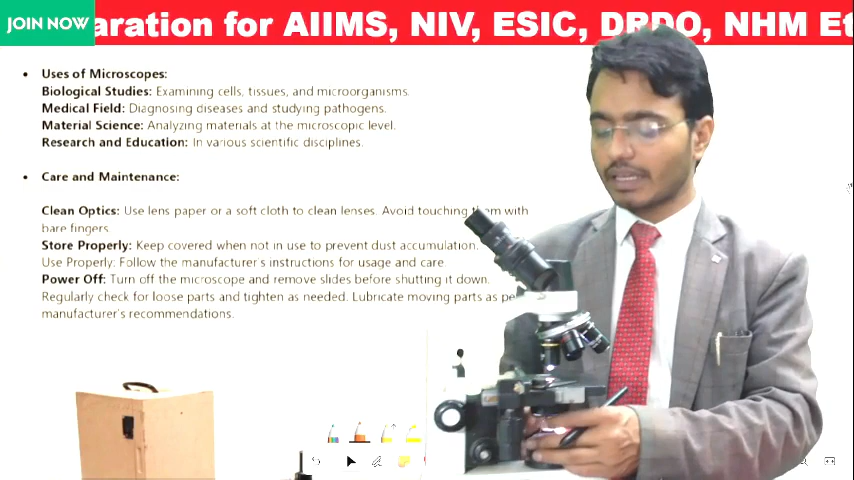 JOIN NOW
aration for AIIMS, NIV, ESIC, DRDO, NHM Et
Uses of Microscopes:
Biological Studies: Examining cells, tissues, and microorganisms.
Medical Field: Diagnosing diseases and studying pathogens.
Material Science: Analyzing materials at the microscopic level.
Research and Education: In various scientific disciplines.
Care and Maintenance:
Clean Optics: Use lens paper or a soft cloth to clean lenses. Avoid touching them with
bare fingers.
Store Properly: Keep covered when not in use to prevent dust accumulation.
Use Properly: Follow the manufacturer's instructions for usage and care.
Power Off: Turn off the microscope and remove slides before shutting it down.
Regularly check for loose parts and tighten as needed. Lubricate moving parts as pe
manufacturer's recommendations.